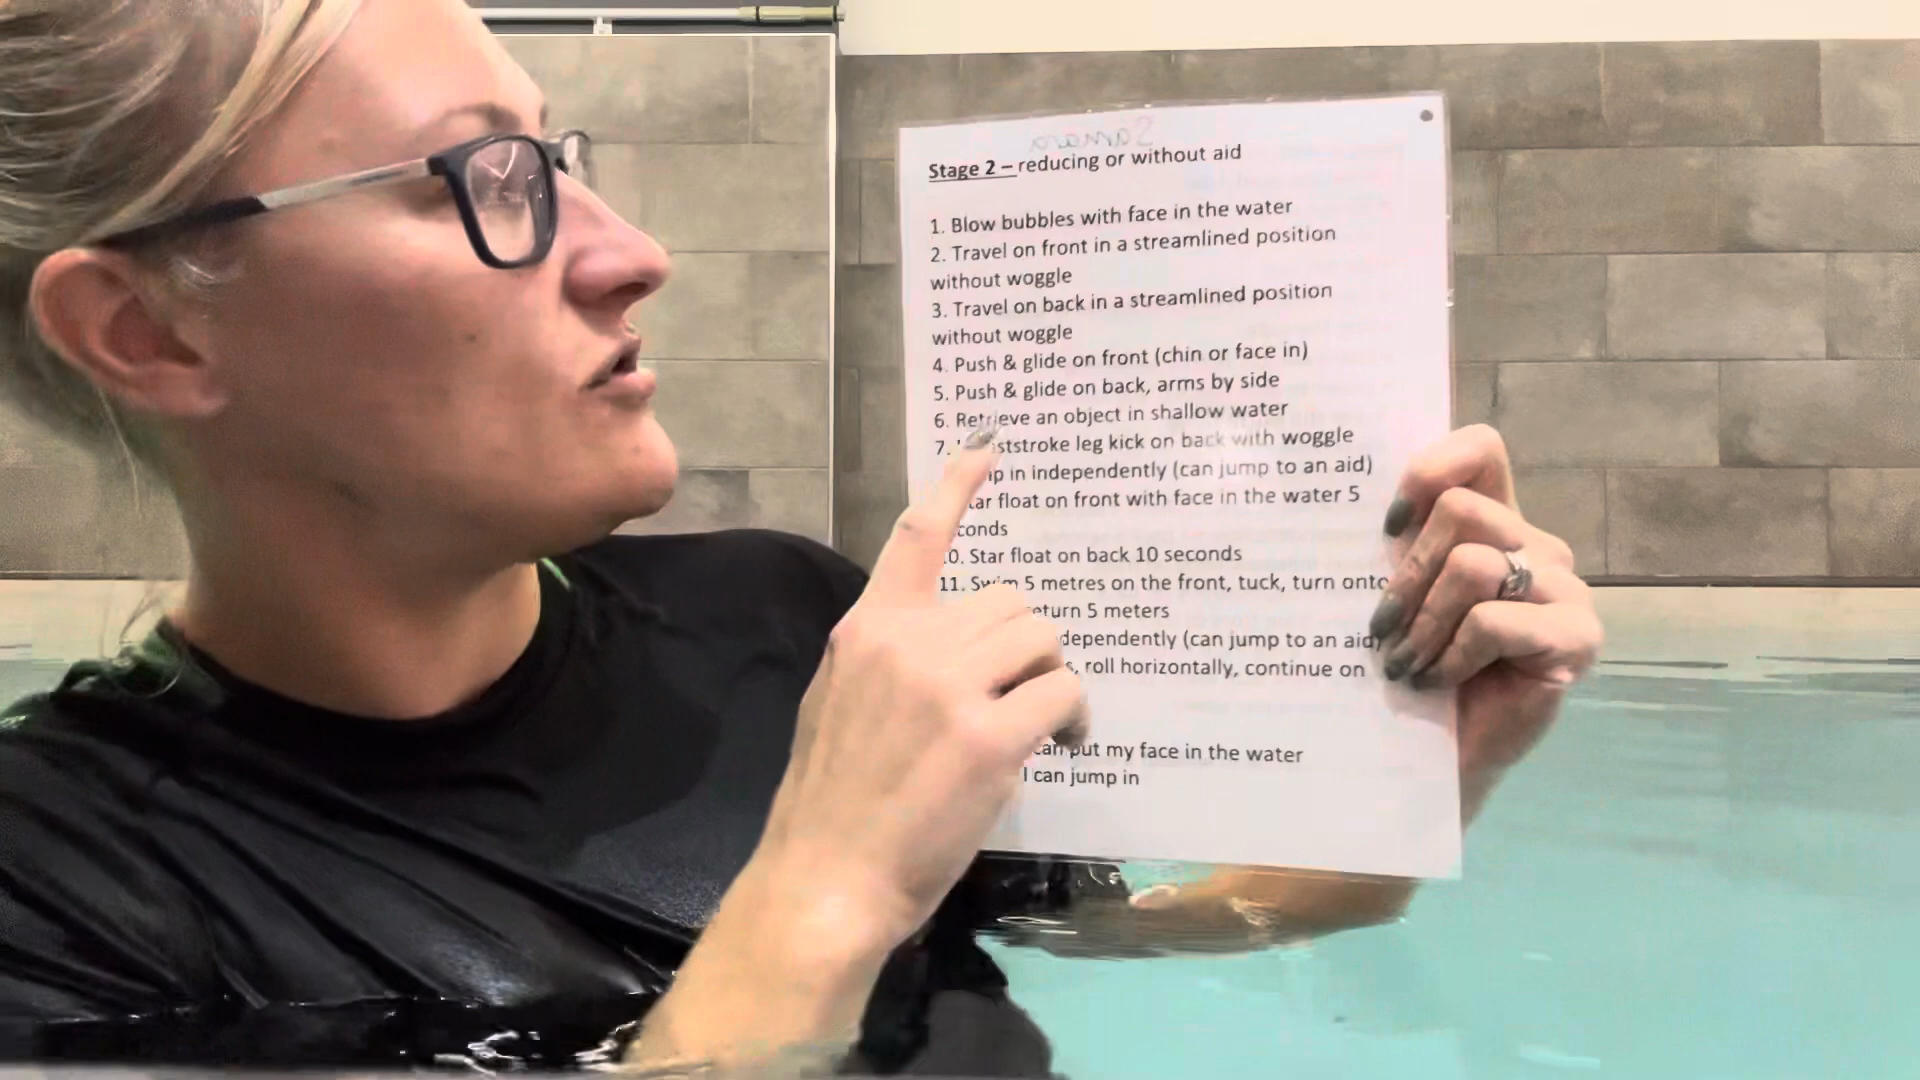 Stage 2 – reducing or without aid
1. Blow bubbles with face in the water
2. Travel on front in a streamlined position
without woggle
3. Travel on back in a streamlined position
without woggle
4. Push & glide on front (chin or face in)
5. Push & glide on back, arms by side
6. Retrieve an object in shallow water
7. leg kick on back with woggle
in independently (can jump to an aid)
float on front with face in the water 5
10. Star float on back 10 seconds
11. Swim 5 metres on the front, tuck, turn onto
5 meters
(can jump to an aid)
roll horizontally, continue on
can put my face in the water
I can jump in